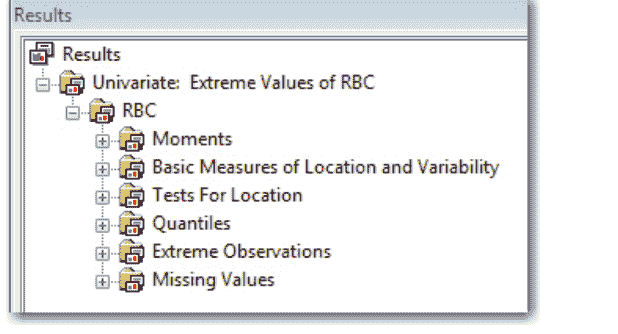 Results
Results
Univariate: Extreme Values of RBC
RBC
Moments
Basic Measures of Location and Variability
Tests For Location
Quantiles
Extreme Observations
Missing Values